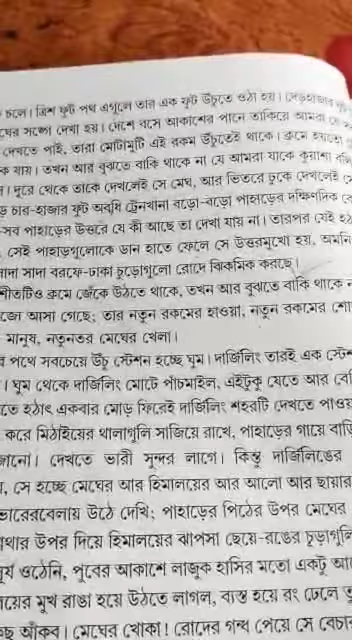 চলে। ত্রিশ ফুট পথ এগুলে তার এক ফুট উঁচুতে ওঠা হয়। দেড়হাজার
মেঘের সঙ্গে দেখা হয়। দেশে বসে আকাশের পানে তাকিয়ে আমরা
দেখতে পাই, তারা মোটামুটি এই রকম উঁচুতেই থাকে। ক্রমে হয়তো
যায়। তখন আর বুঝতে বাকি থাকে না যে আমরা যাকে কুয়াশা বলি
দূরে থেকে তাকে দেখলেই সে মেঘ, আর ভিতরে ঢুকে দেখলেই
চার-হাজার ফুট অবধি ট্রেনখানা বড়ো-বড়ো পাহাড়ের দক্ষিণদিক
-সব পাহাড়ের উত্তরে যে কী আছে তা দেখা যায় না। তারপর যেই
সেই পাহাড়গুলোকে ডান হাতে ফেলে সে উত্তরমুখো হয়, অমনি
সাদা সাদা বরফে-ঢাকা চুড়োগুলো রোদে ঝিকমিক করছে।
শীতটিও ক্রমে জেঁকে উঠতে থাকে, তখন আর বুঝতে বাকি থাকে
আসা গেছে; তার নতুন রকমের হাওয়া, নতুন রকমের
মানুষ, নতুনতর মেঘের খেলা।
পথে সবচেয়ে উঁচু স্টেশন হচ্ছে ঘুম। দার্জিলিং তারই এক
। ঘুম থেকে দার্জিলিং মোটে পাঁচমাইল, এইটুকু যেতে আর
হঠাৎ একবার মোড় ফিরেই দার্জিলিং শহরটি দেখতে পাওয়া
করে মিঠাইয়ের থালাগুলি সাজিয়ে রাখে, পাহাড়ের গায়ে বাড়ি
দেখতে ভারী সুন্দর লাগে। কিন্তু দার্জিলিঙের
, সে হচ্ছে মেঘের আর হিমালয়ের আর আলো আর ছায়ার
ভোরেরবেলায় উঠে দেখি; পাহাড়ের পিঠের উপর মেঘের
মাথার উপর দিয়ে হিমালয়ের ঝাপসা ছেয়ে-রঙের চূড়াগুলি
সূর্য ওঠেনি, পুবের আকাশে লাজুক হাসির মতো একটু
মুখ রাঙা হয়ে উঠতে লাগল, ব্যস্ত হয়ে রং ঢেলে
আঁকব। মেঘের খোকা! রোদের গন্ধ পেয়ে সে